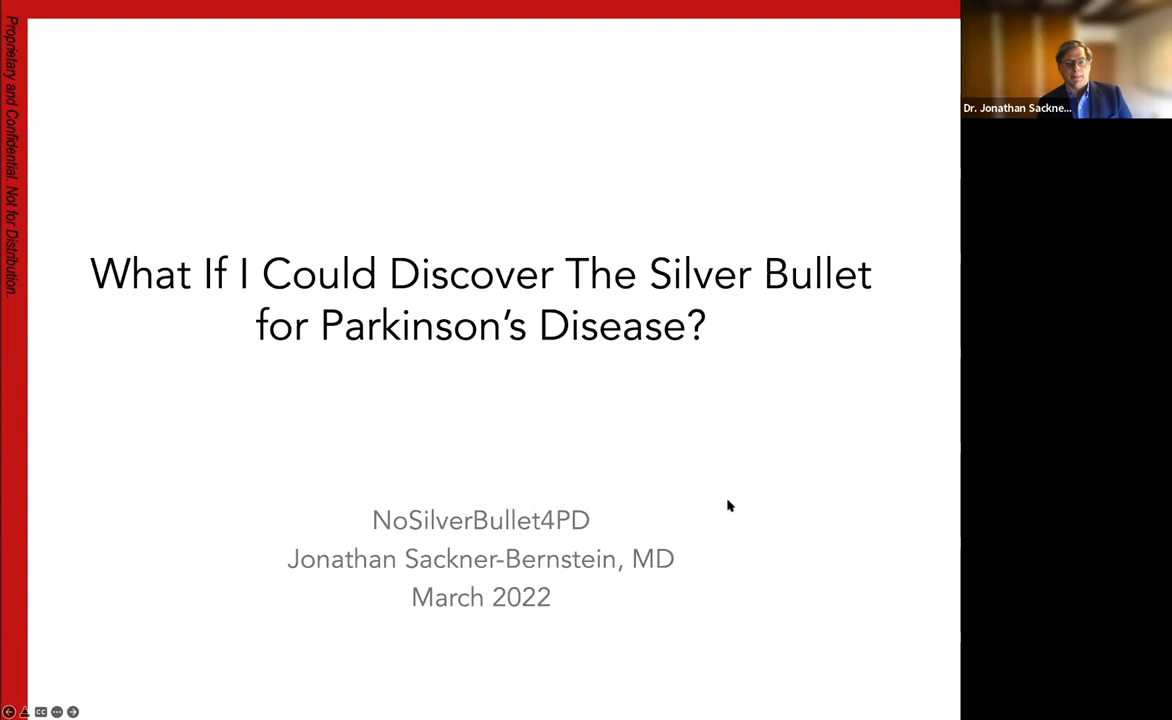 Proprietary and Confidential. Not for Distribution.
What If I Could Discover The Silver Bullet
for Parkinson's Disease?
NoSilverBullet4PD
Jonathan Sackner-Bernstein, MD
March 2022
Dr. Jonathan Sackne...
CC